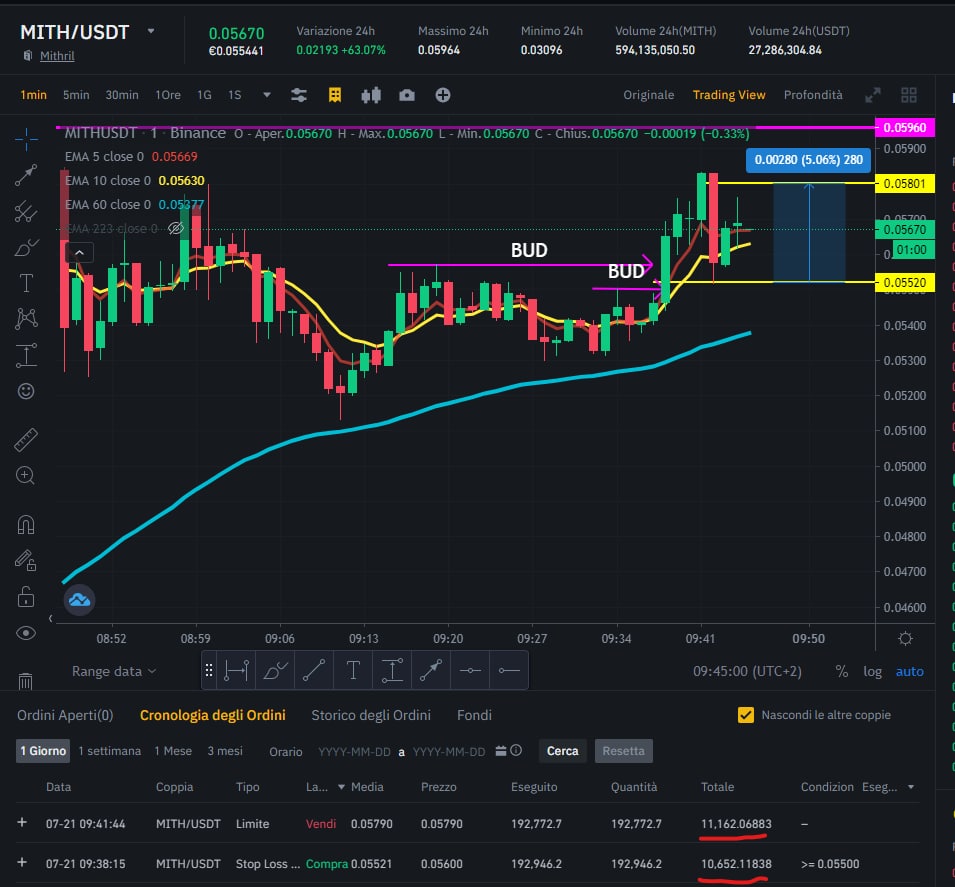 MITH/USDT
Mithril
0.05670
€0.055441
Variazione 24h
0.02193 +63.07%
Massimo 24h
0.05964
Minimo 24h
0.03096
Volume 24h(MITH)
594,135,050.50
Volume 24h(USDT)
27,286,304.84
1min 5min 30min 1Ore 1G 1S
Originale Trading View Profondità
MITHUSDT · 1 · Binance O - Aper.0.05670 H - Max.0.05670 L - Min.0.05670 C - Chius.0.05670 -0.00019 (-0.33%)
EMA 5 close 0 0.05669
EMA 10 close 0 0.05630
EMA 60 close 0 0.05377
EMA 223 close 0
0.00280 (5.06%) 280
BUD
BUD
0.05960
0.05900
0.05801
0.05700
0.05670
01:00
0.05520
0.05400
0.05300
0.05200
0.05100
0.05000
0.04900
0.04800
0.04700
0.04600
08:52 08:59 09:06 09:13 09:20 09:27 09:34 09:41 09:50
Range data
T
09:45:00 (UTC+2) % log auto
Ordini Aperti(0) Cronologia degli Ordini Storico degli Ordini Fondi
Nascondi le altre coppie
1 Giorno 1 settimana 1 Mese 3 mesi Orario YYYY-MM-DD a YYYY-MM-DD Cerca Resetta
Data Coppia Tipo La... Media Prezzo Eseguito Quantità Totale Condizion Eseg...
07-21 09:41:44 MITH/USDT Limite Vendi 0.05790 0.05790 192,772.7 192,772.7 11,162.06883 –
07-21 09:38:15 MITH/USDT Stop Loss ... Compra 0.05521 0.05600 192,946.2 192,946.2 10,652.11838 >= 0.05500